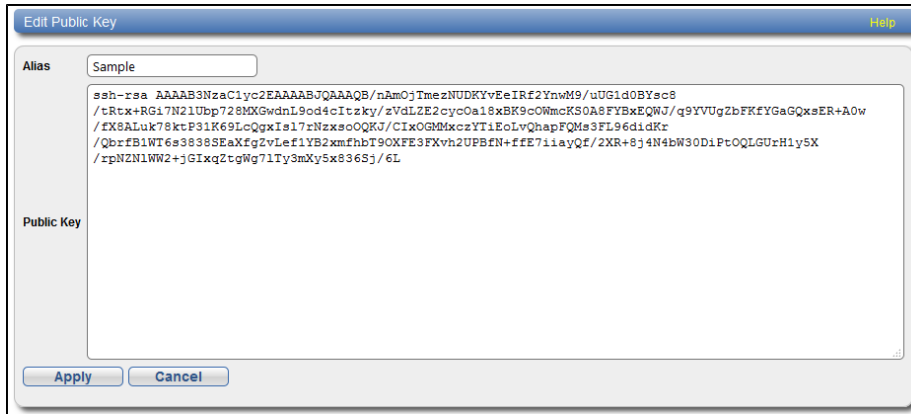 Edit Public Key Help
Alias Sample
ssh-rsa AAAAB3NzaC1yc2EAAAABJQAAAQB/nAmOjTmezNUDKYvEeIRf2YnwM9/uUG1d0BYsc8
/tRtx+RGi7N2lUbp728MXGwdnL9od4cItzky/zVdLZE2cycOa18xBK9cOWmcKS0A8FYBxEQWJ/q9YVUgZbFKfYGaGQxsER+A0w
/fX8ALuk78ktP31K69LcQgxIsl7rNzxsoOQKJ/CIxOGMMxczYTiEoLvQhapFQMs3FL96didKr
/QbrfB1WT6s3838SEaXfgZvLef1YB2xmfhbT9OXFE3FXvh2UPBfN+ffE7iiayQf/2XR+8j4N4bW30DiPtOQLGUrH1y5X
/rpNZNlWW2+jGIxqZtgWg7lTy3mXy5x836Sj/6L
Public Key
Apply Cancel